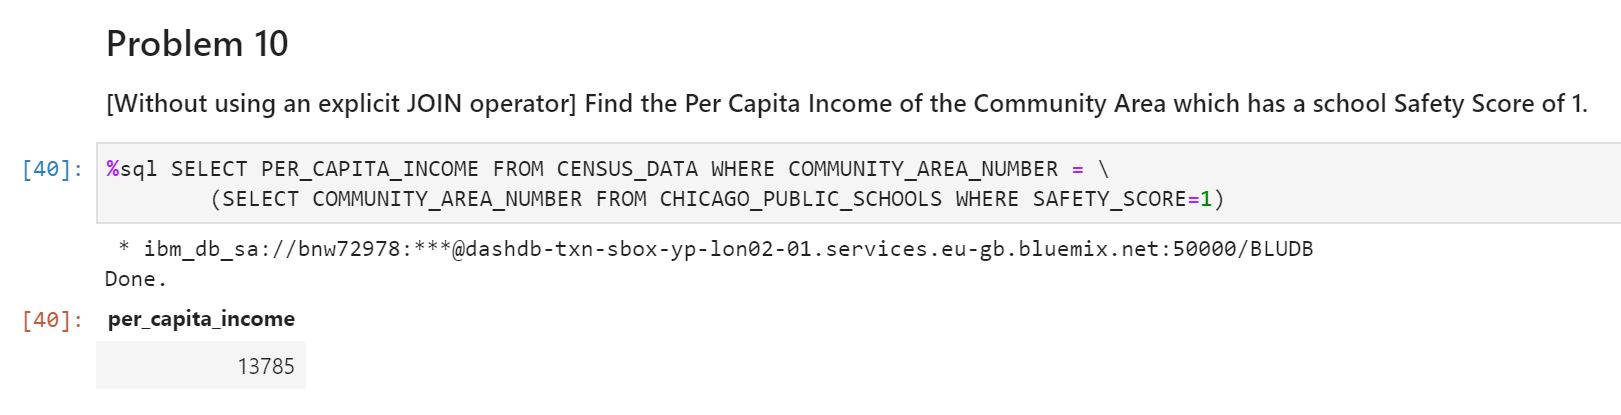 Problem 10
[Without using an explicit JOIN operator] Find the Per Capita Income of the Community Area which has a school Safety Score of 1.
[40]: %sql SELECT PER_CAPITA_INCOME FROM CENSUS_DATA WHERE COMMUNITY_AREA_NUMBER = \
(SELECT COMMUNITY_AREA_NUMBER FROM CHICAGO_PUBLIC_SCHOOLS WHERE SAFETY_SCORE=1)
* ibm_db_sa://bnw72978:***@dashdb-txn-sbox-yp-lon02-01.services.eu-gb.bluemix.net:50000/BLUDB
Done.
[40]: per_capita_income
13785